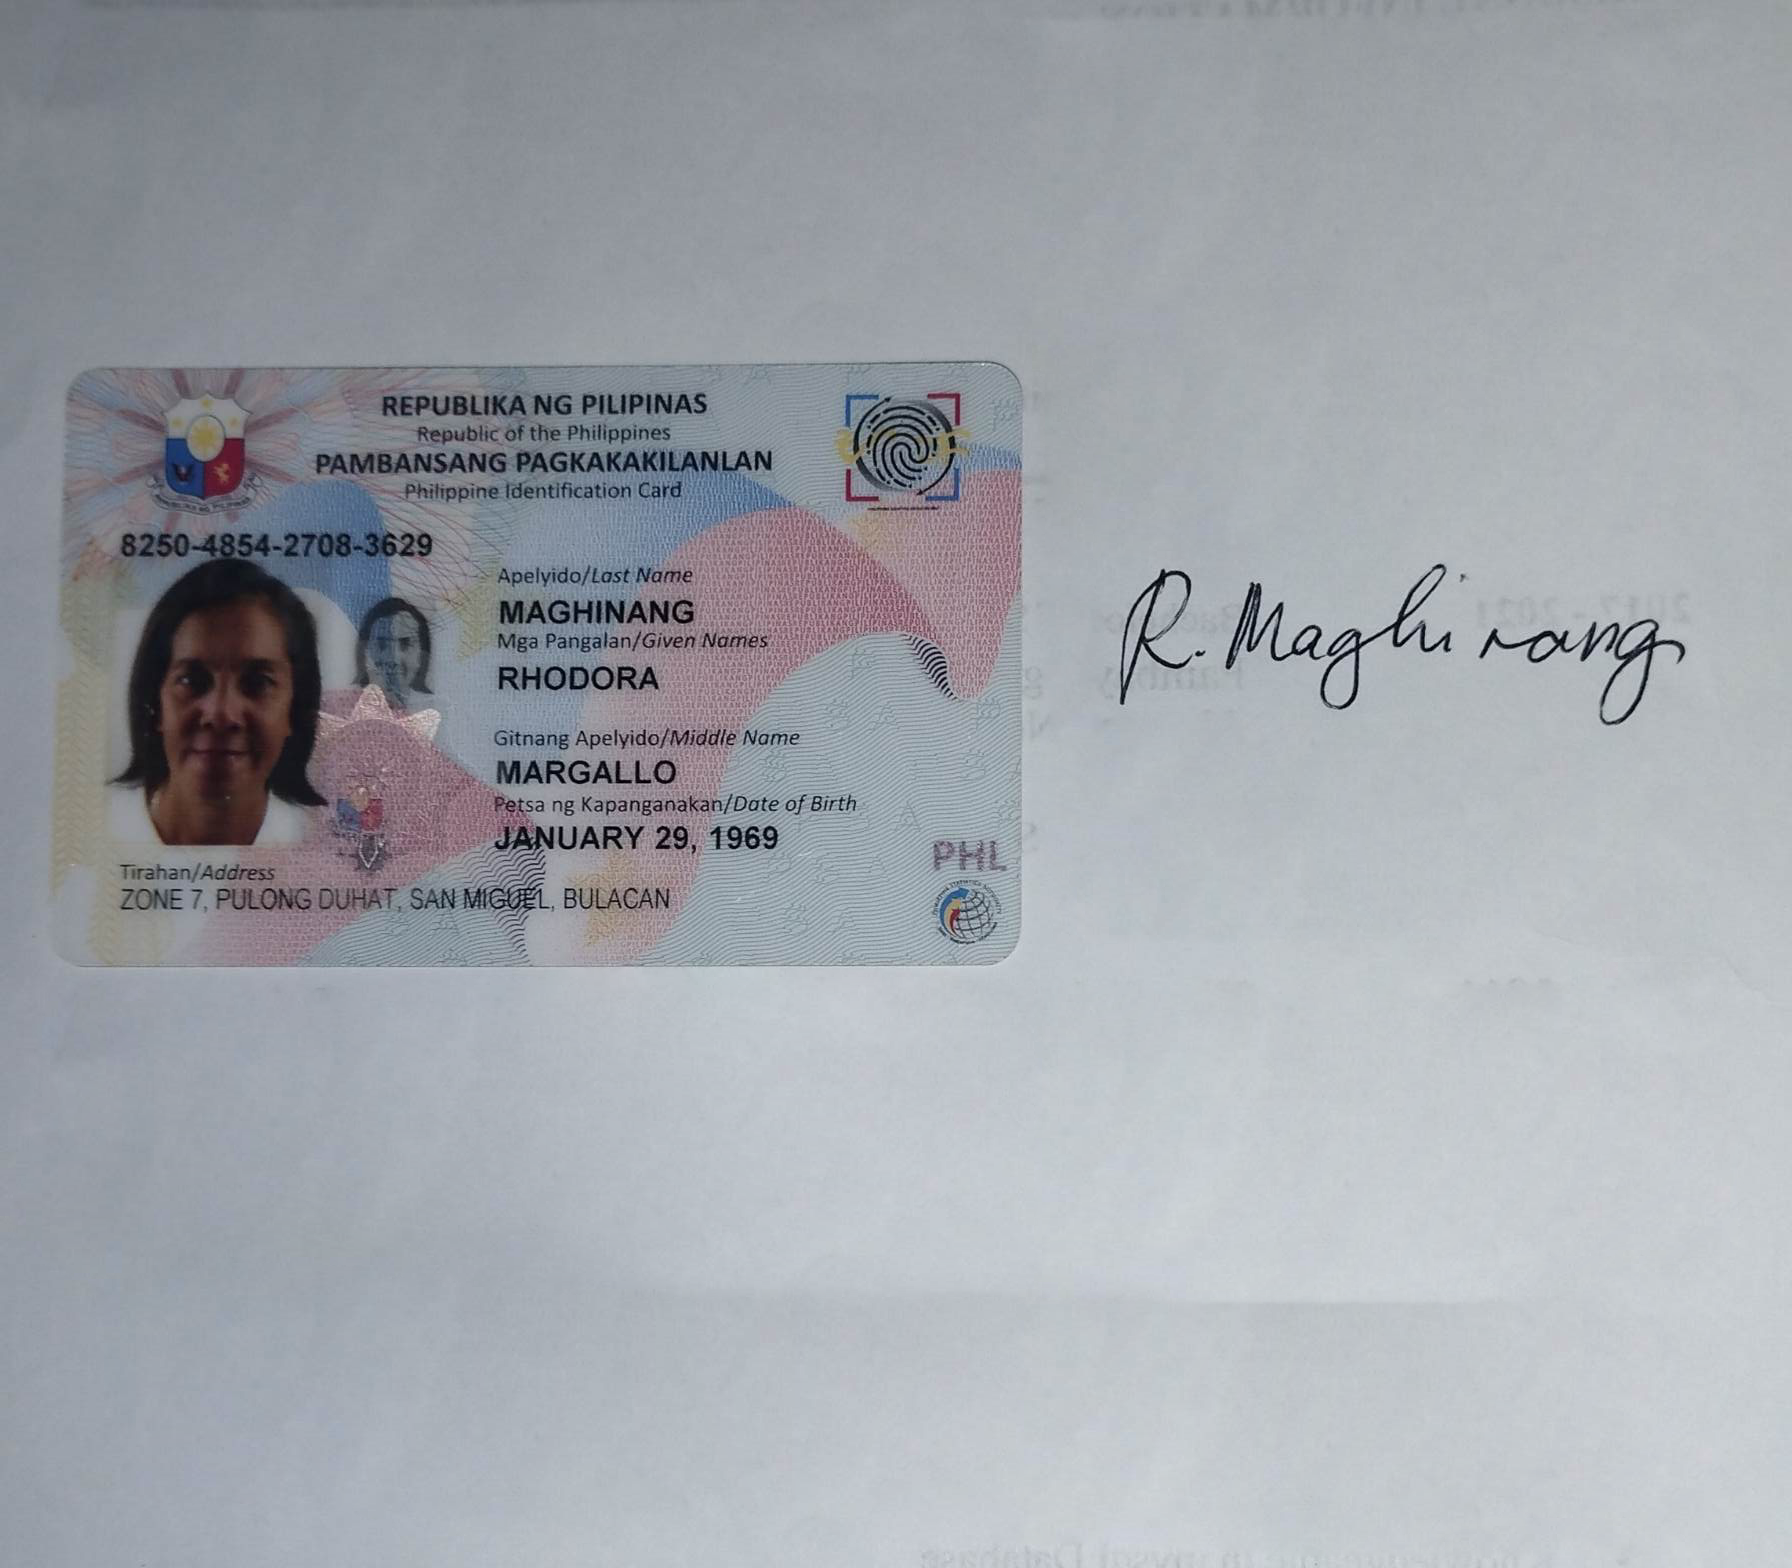 REPUBLIKA NG PILIPINAS
Republic of the Philippines
PAMBANSANG PAGKAKAKILANLAN
Philippine Identification Card
8250-4854-2708-3629
Apelyido/Last Name
MAGHINANG
Mga Pangalan/Given Names
RHODORA
Gitnang Apelyido/Middle Name
MARGALLO
Petsa ng Kapanganakan/Date of Birth
JANUARY 29, 1969
Tirahan/Address
ZONE 7, PULONG DUHAT, SAN MIGUEL, BULACAN
PHL
R. Maghinang